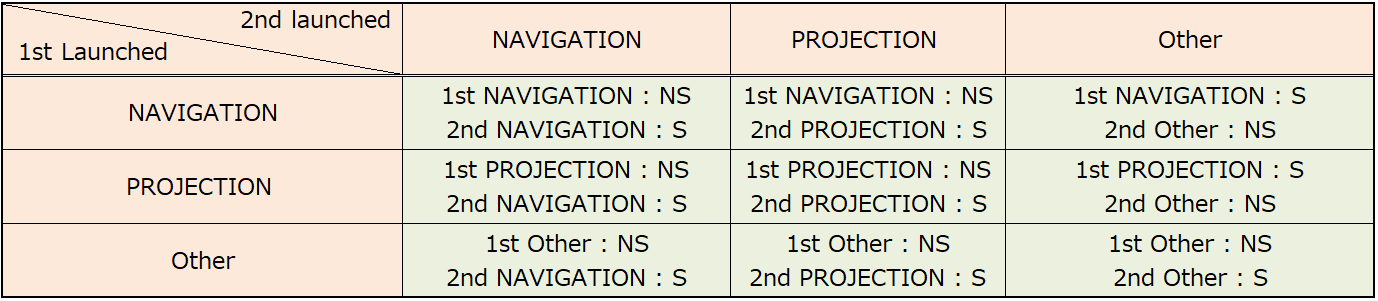 2nd launched
1st Launched
NAVIGATION
PROJECTION
Other
NAVIGATION
1st NAVIGATION : NS
2nd NAVIGATION : S
1st NAVIGATION : NS
2nd PROJECTION : S
1st NAVIGATION : S
2nd Other : NS
PROJECTION
1st PROJECTION : NS
2nd NAVIGATION : S
1st PROJECTION : NS
2nd PROJECTION : S
1st PROJECTION : S
2nd Other : NS
Other
1st Other : NS
2nd NAVIGATION : S
1st Other : NS
2nd PROJECTION : S
1st Other : NS
2nd Other : S